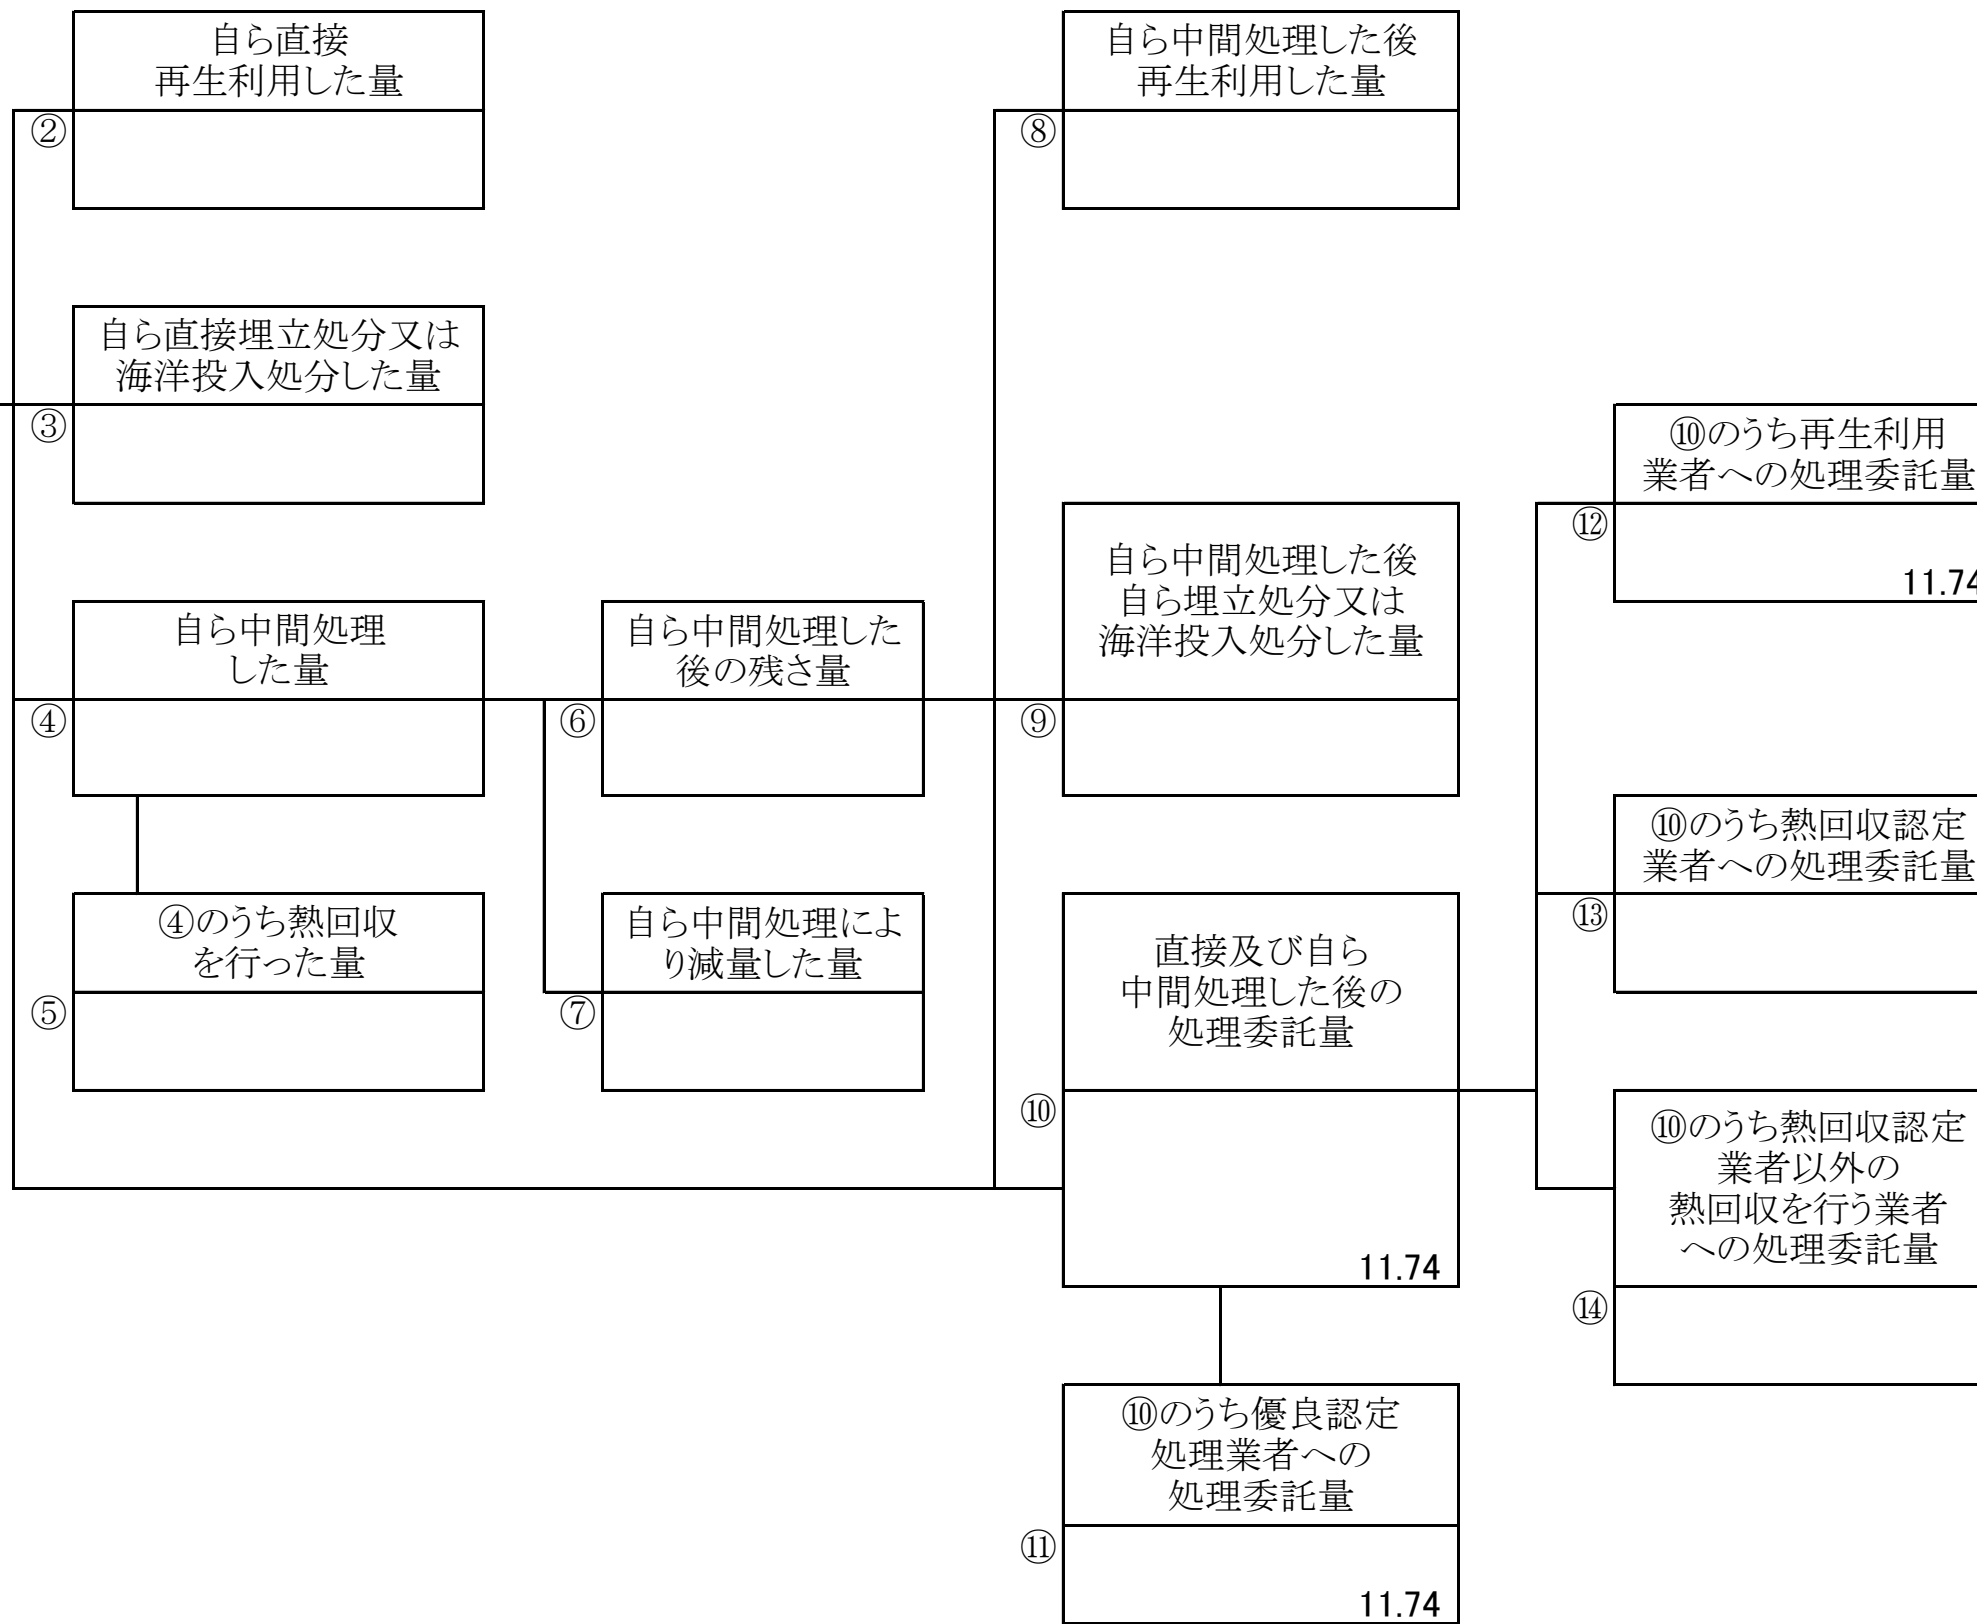 自ら直接
再生利用した量
②
自ら中間処理した後
再生利用した量
⑧
自ら直接埋立処分又は
海洋投入処分した量
③
⑩のうち再生利用
業者への処理委託量
⑫
11.74
自ら中間処理した後
自ら埋立処分又は
海洋投入処分した量
⑨
自ら中間処理
した量
④
自ら中間処理した
後の残さ量
⑥
⑩のうち熱回収認定
業者への処理委託量
⑬
④のうち熱回収
を行った量
⑤
自ら中間処理によ
り減量した量
⑦
直接及び自ら
中間処理した後の
処理委託量
⑩
11.74
⑩のうち熱回収認定
業者以外の
熱回収を行う業者
への処理委託量
⑭
⑩のうち優良認定
処理業者への
処理委託量
⑪
11.74